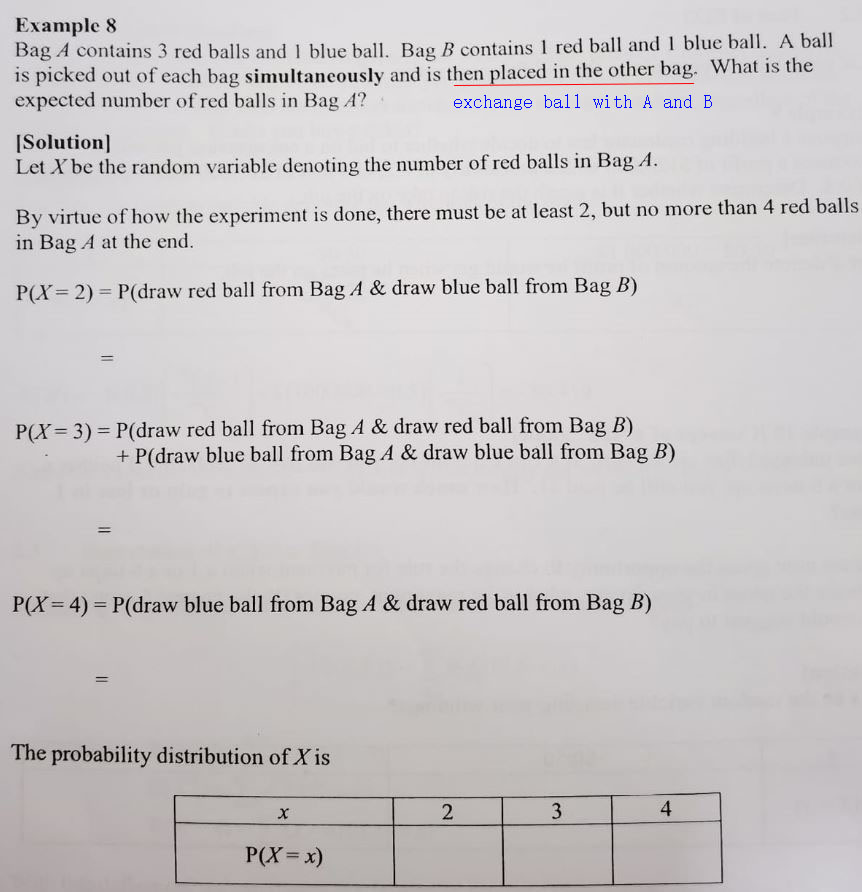 Example 8
Bag A contains 3 red balls and 1 blue ball. Bag B contains 1 red ball and 1 blue ball. A ball
is picked out of each bag simultaneously and is then placed in the other bag. What is the
expected number of red balls in Bag A?
exchange ball with A and B
[Solution]
Let X be the random variable denoting the number of red balls in Bag A.
By virtue of how the experiment is done, there must be at least 2, but no more than 4 red balls
in Bag A at the end.
P(X = 2) = P(draw red ball from Bag A & draw blue ball from Bag B)
=
P(X = 3) = P(draw red ball from Bag A & draw red ball from Bag B)
+ P(draw blue ball from Bag A & draw blue ball from Bag B)
=
P(X = 4) = P(draw blue ball from Bag A & draw red ball from Bag B)
=
The probability distribution of X is
x 2 3 4
P(X = x)